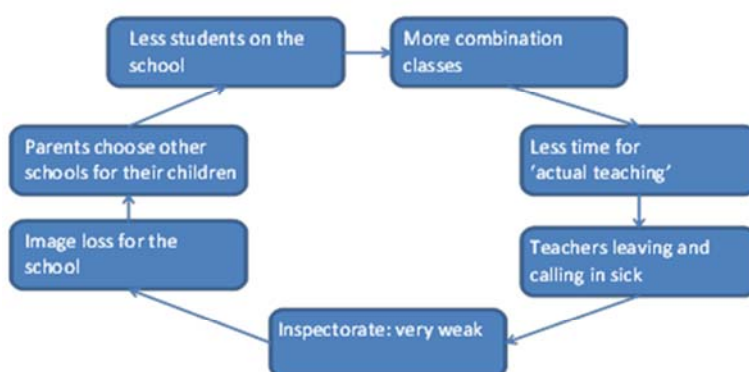 Less students on the
school
More combination
classes
Less time for
'actual teaching'
Teachers leaving and
calling in sick
Inspectorate: very weak
Image loss for the
school
Parents choose other
schools for their children